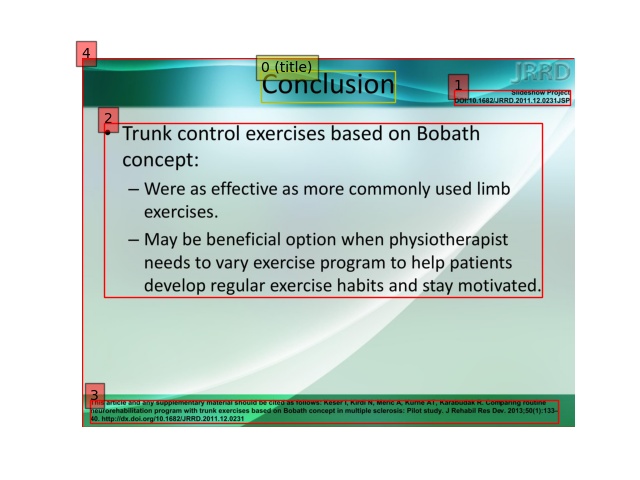 4
0 (title)
Conclusion
JRRD
1
Slideshow Project
DOI:10.1682/JRRD.2011.12.0231JSP
2
• Trunk control exercises based on Bobath
concept:
– Were as effective as more commonly used limb
exercises.
– May be beneficial option when physiotherapist
needs to vary exercise program to help patients
develop regular exercise habits and stay motivated.
3
This article and any supplementary material should be cited as follows: Keser I, Kirdi N, Meric A, Kurne AT, Karabudak R. Comparing routine
neurorehabilitation program with trunk exercises based on Bobath concept in multiple sclerosis: Pilot study. J Rehabil Res Dev. 2013;50(1):133–
40. http://dx.doi.org/10.1682/JRRD.2011.12.0231